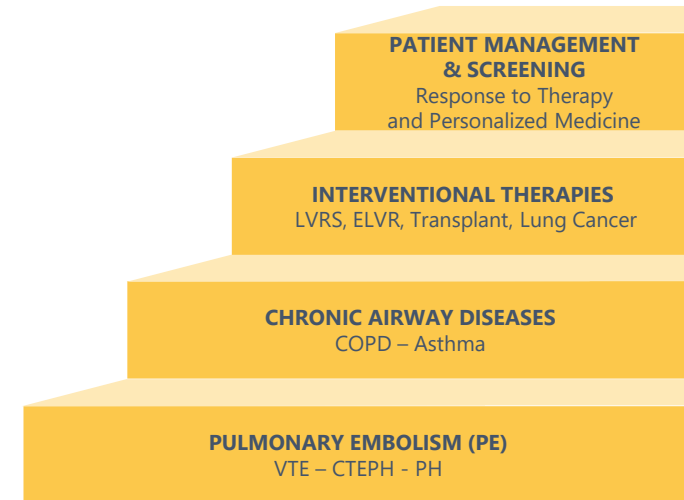 PATIENT MANAGEMENT
& SCREENING
Response to Therapy
and Personalized Medicine
INTERVENTIONAL THERAPIES
LVRS, ELVR, Transplant, Lung Cancer
CHRONIC AIRWAY DISEASES
COPD – Asthma
PULMONARY EMBOLISM (PE)
VTE – CTEPH - PH